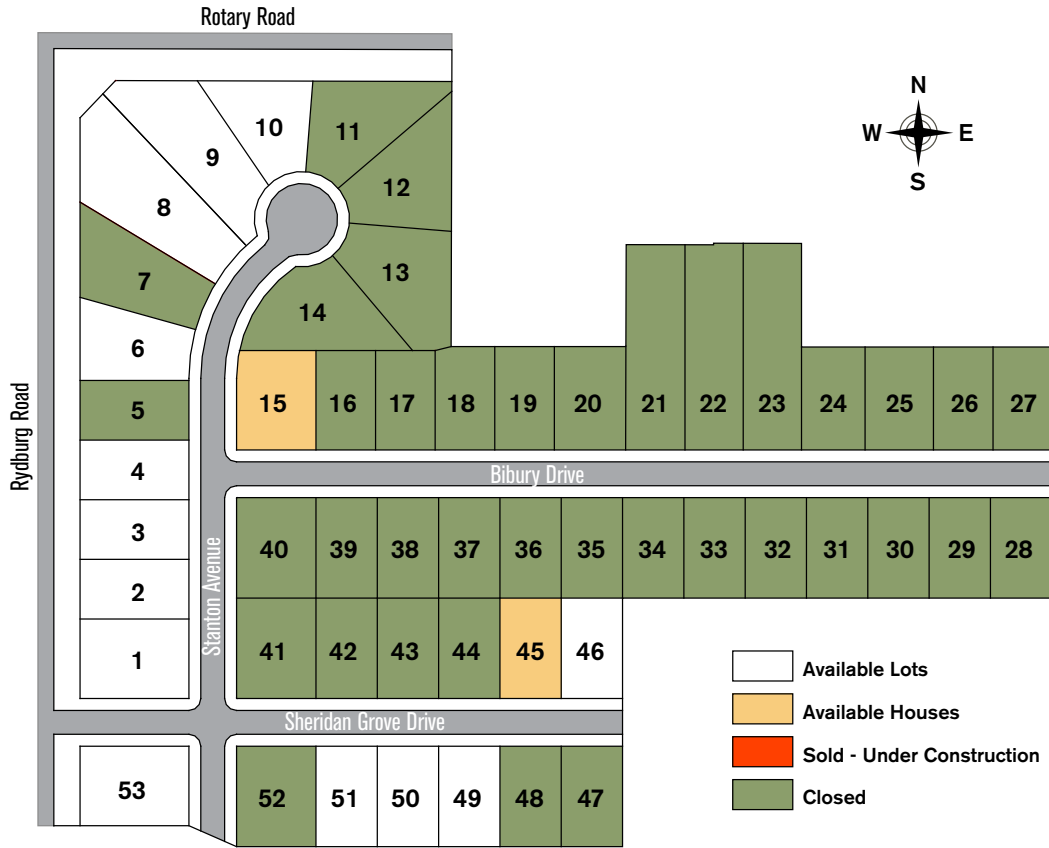 Rotary Road
N
W E
S
10
11
9
12
8
13
7
14
6
Rydburg Road
5
15 16 17 18 19 20 21 22 23 24 25 26 27
4
Bibury Drive
3
40 39 38 37 36 35 34 33 32 31 30 29 28
2
Stanton Avenue
1
41 42 43 44 45 46
Available Lots
Available Houses
Sold - Under Construction
Closed
Sheridan Grove Drive
53
52 51 50 49 48 47